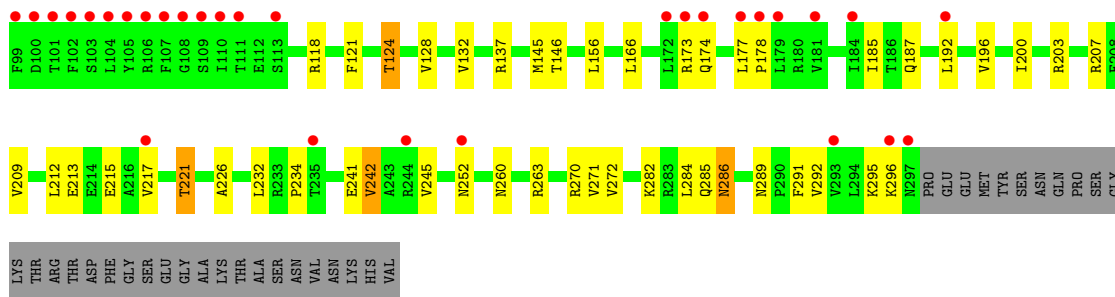 F99 D100 T101 F102 S103 L104 Y105 R106 F107 G108 S109 I110 T111 E112 S113 R118 F121 T124 V128 V132 R137 M145 T146 L156 L166 L172 R173 Q174 L177 P178 L179 R180 V181 I184 I185 T186 Q187 L192 V196 I200 R203 R207
V209 L212 E213 E214 E215 A216 V217 T221 A226 L232 R233 P234 T235 E241 V242 A243 R244 V245 N252 N260 R263 R270 V271 V272 K282 R283 L284 Q285 N286 N289 P290 F291 V292 V293 L294 K295 K296 N297 PRO GLU GLU MET TYR SER ASN GLN PRO SER GLY
LYS THR ARG THR ASP PHE GLY SER GLU GLY ALA LYS THR ALA SER ASN VAL ASN LYS HIS VAL